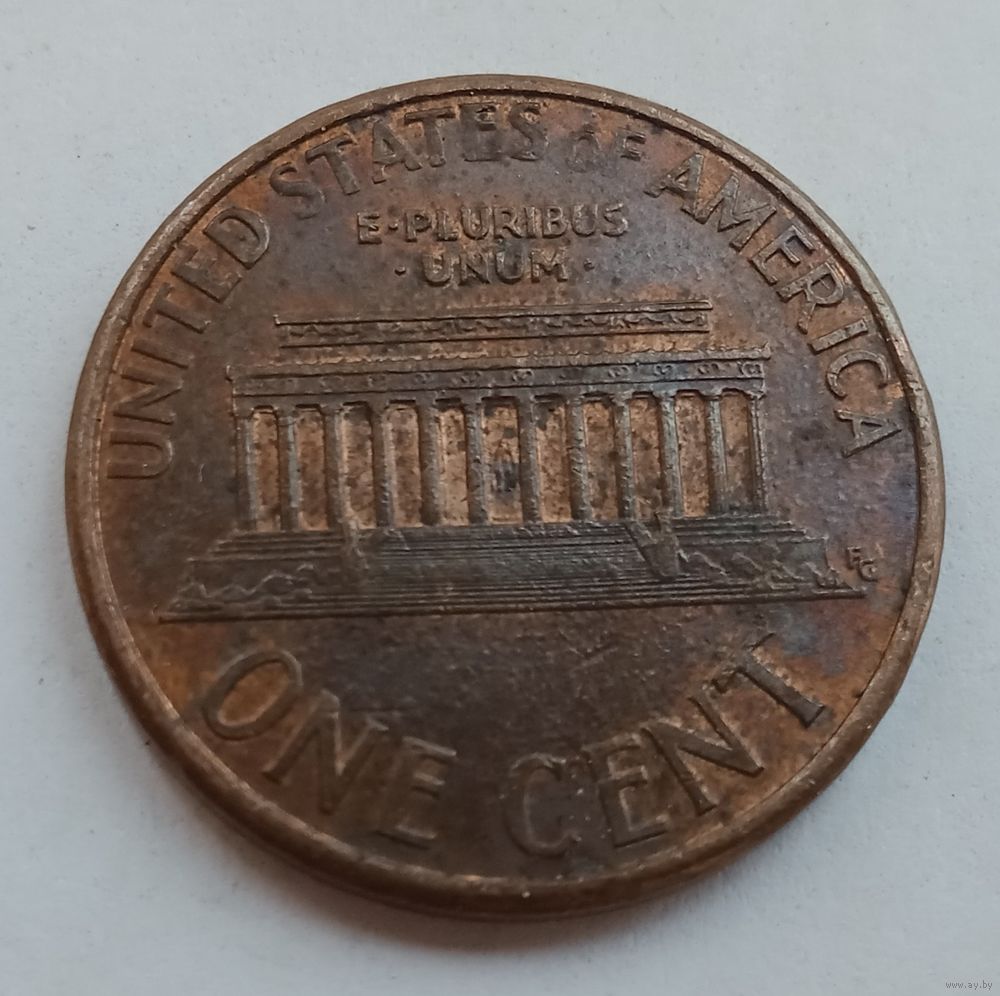 UNITED STATES OF AMERICA
E·PLURIBUS
·UNUM·
FG
ONE CENT
www.ay.by